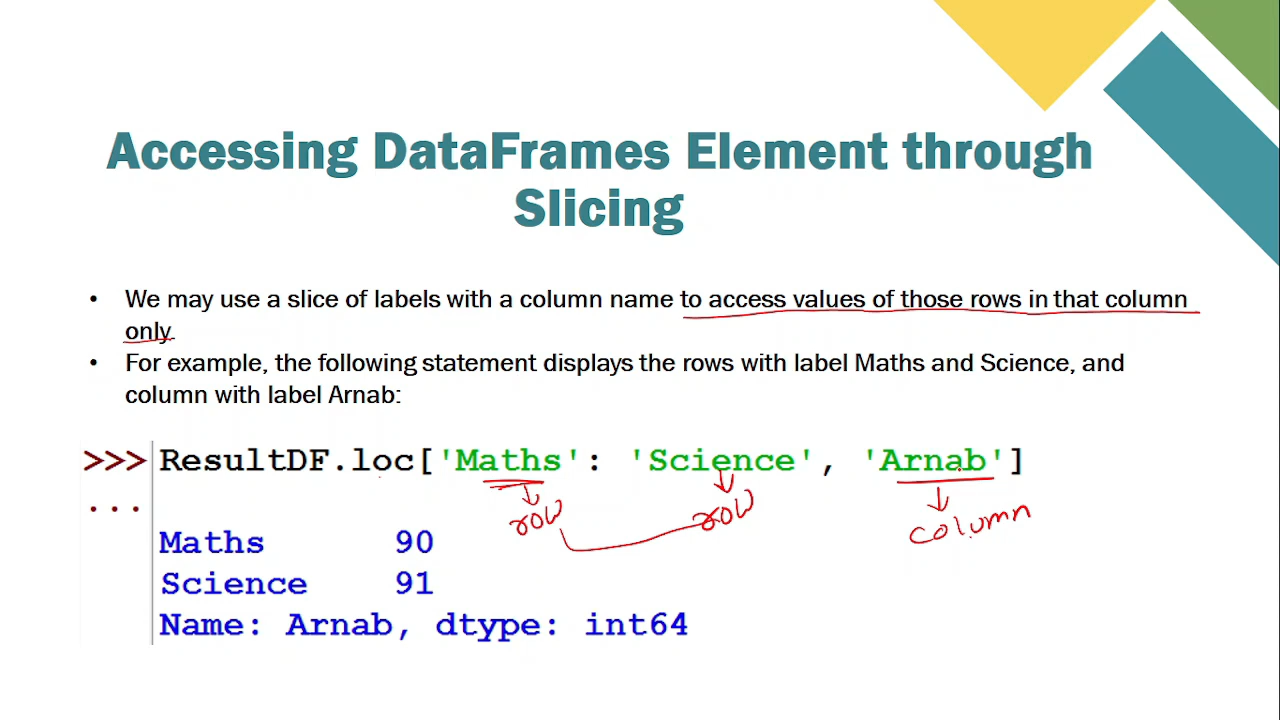 Accessing DataFrames Element through
Slicing
• We may use a slice of labels with a column name to access values of those rows in that column
only.
• For example, the following statement displays the rows with label Maths and Science, and
column with label Arnab:
>>> ResultDF.loc['Maths': 'Science', 'Arnab']
...
row row column
Maths 90
Science 91
Name: Arnab, dtype: int64